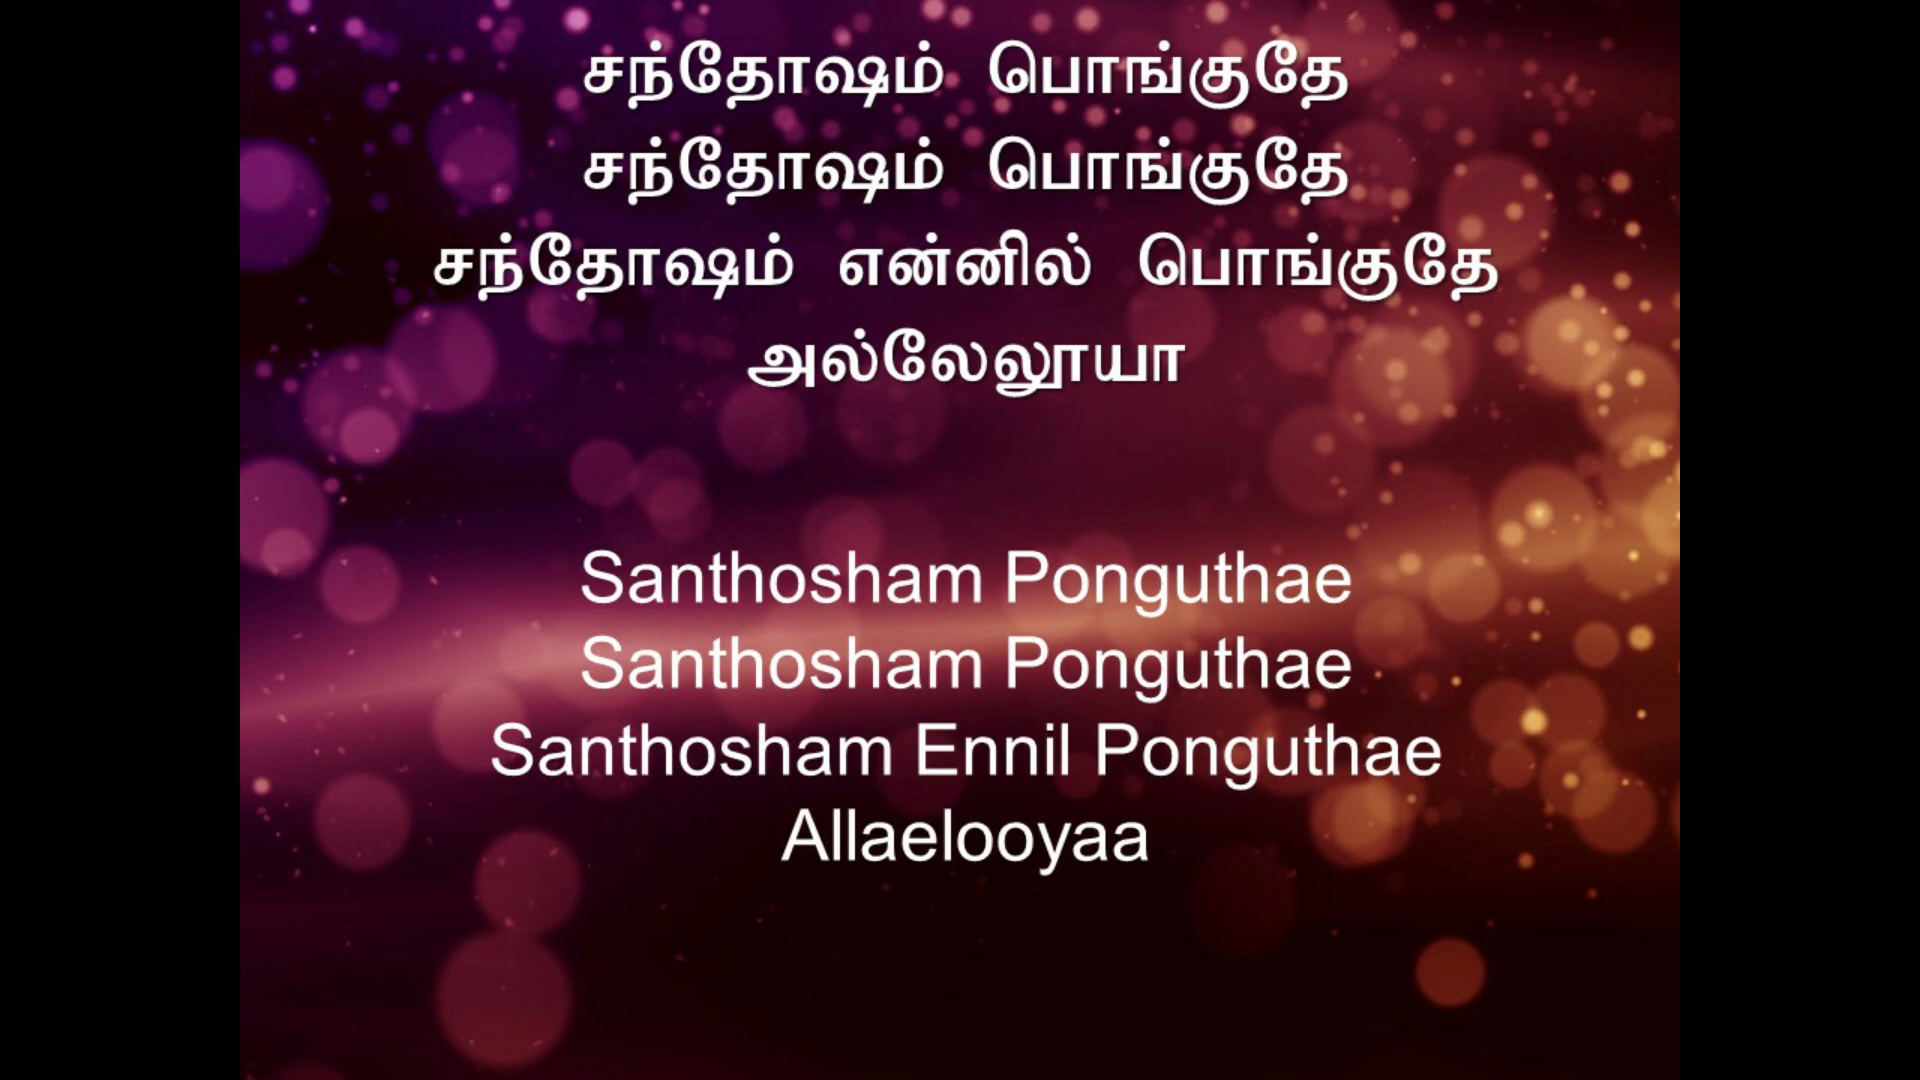 சந்தோஷம் பொங்குதே
சந்தோஷம் பொங்குதே
சந்தோஷம் என்னில் பொங்குதே
அல்லேலூயா
Santhosham Ponguthae
Santhosham Ponguthae
Santhosham Ennil Ponguthae
Allaelooyaa